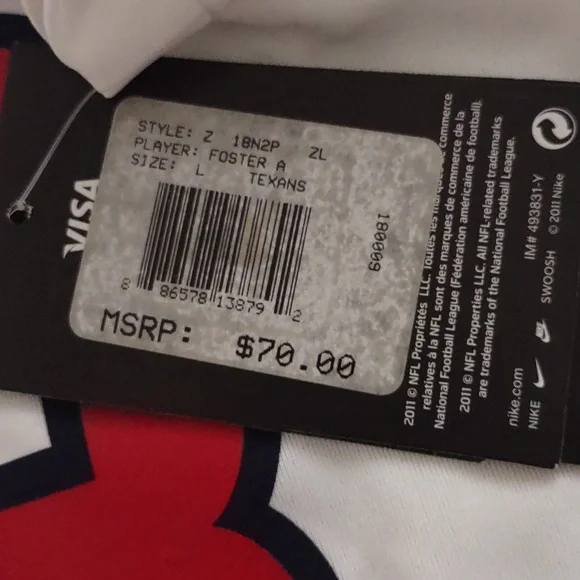 STYLE: Z 18N2P ZL
PLAYER: FOSTER A
SIZE: L TEXANS
8 86578 13879 2
180009
MSRP: $70.00
VISA
2011 © NFL Propriétés LLC. Toutes les marques de commerce
relatives à la NFL sont des marques de commerce de la
National Football League (Fédération américaine de football).
2011 © NFL Properties LLC. All NFL-related trademarks
are trademarks of the National Football League.
nike.com
IM# 493831-Y
NIKE SWOOSH © 2011 Nike